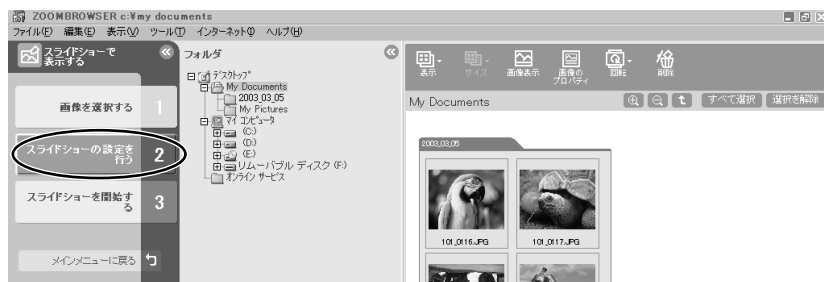 ZOOMBROWSER c:¥my documents
ファイル(F) 編集(E) 表示(V) ツール(T) インターネット(I) ヘルプ(H)
スライドショーで
表示する
画像を選択する 1
スライドショーの設定を
行う 2
スライドショーを開始す
る 3
メインメニューに戻る
フォルダ
デスクトップ
My Documents
2003_03_05
My Pictures
マイ コンピュータ
(C:)
(D:)
(E:)
リムーバブル ディスク (F:)
オンライン サービス
表示 サイズ 画像表示 画像の
プロパティ 回転 削除
My Documents すべて選択 選択を解除
2003_03_05
101_0116.JPG 101_0117.JPG